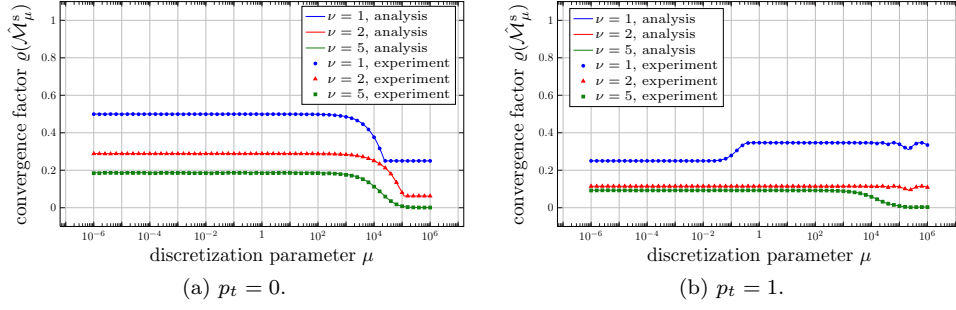 convergence factor ϱ(ℳ̂ˢ_μ)
1
0.8
0.6
0.4
0.2
0
ν = 1, analysis
ν = 2, analysis
ν = 5, analysis
ν = 1, experiment
ν = 2, experiment
ν = 5, experiment
10⁻⁶ 10⁻⁴ 10⁻² 1 10² 10⁴ 10⁶
discretization parameter μ
(a) pₜ = 0.
convergence factor ϱ(ℳ̂ˢ_μ)
1
0.8
0.6
0.4
0.2
0
ν = 1, analysis
ν = 2, analysis
ν = 5, analysis
ν = 1, experiment
ν = 2, experiment
ν = 5, experiment
10⁻⁶ 10⁻⁴ 10⁻² 1 10² 10⁴ 10⁶
discretization parameter μ
(b) pₜ = 1.